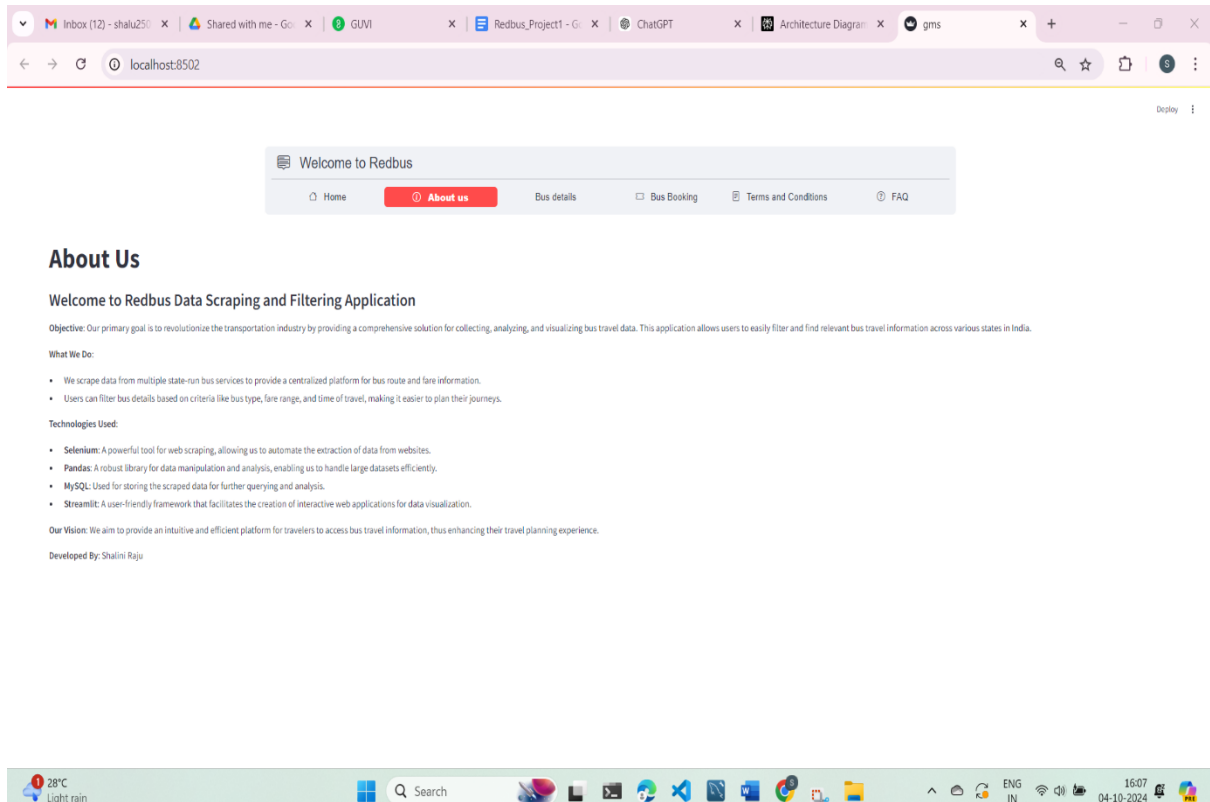 Inbox (12) - shalu250
Shared with me - Goo
GUVI
Redbus_Project1 - Go
ChatGPT
Architecture Diagram
gms
localhost:8502
S
Deploy
Welcome to Redbus
Home
About us
Bus details
Bus Booking
Terms and Conditions
FAQ
About Us
Welcome to Redbus Data Scraping and Filtering Application
Objective: Our primary goal is to revolutionize the transportation industry by providing a comprehensive solution for collecting, analyzing, and visualizing bus travel data. This application allows users to easily filter and find relevant bus travel information across various states in India.
What We Do:
• We scrape data from multiple state-run bus services to provide a centralized platform for bus route and fare information.
• Users can filter bus details based on criteria like bus type, fare range, and time of travel, making it easier to plan their journeys.
Technologies Used:
• Selenium: A powerful tool for web scraping, allowing us to automate the extraction of data from websites.
• Pandas: A robust library for data manipulation and analysis, enabling us to handle large datasets efficiently.
• MySQL: Used for storing the scraped data for further querying and analysis.
• Streamlit: A user-friendly framework that facilitates the creation of interactive web applications for data visualization.
Our Vision: We aim to provide an intuitive and efficient platform for travelers to access bus travel information, thus enhancing their travel planning experience.
Developed By: Shalini Raju
1
28°C
Light rain
Search
ENG
IN
16:07
04-10-2024